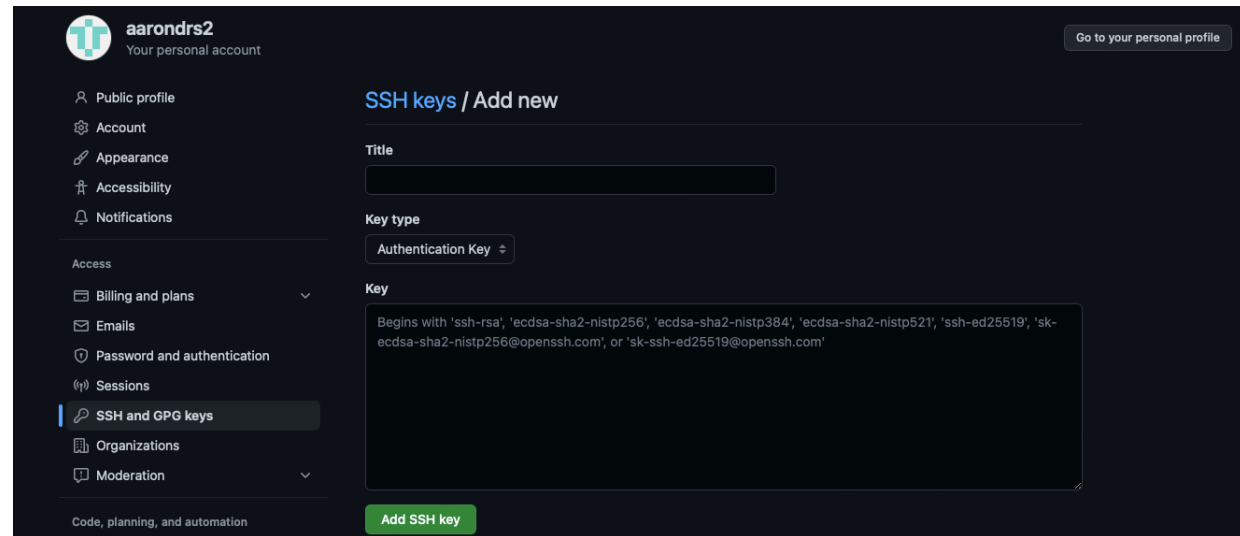 aarondrs2
Your personal account
Go to your personal profile
Public profile
Account
Appearance
Accessibility
Notifications
Access
Billing and plans
Emails
Password and authentication
Sessions
SSH and GPG keys
Organizations
Moderation
Code, planning, and automation
SSH keys / Add new
Title
Key type
Authentication Key
Key
Begins with 'ssh-rsa', 'ecdsa-sha2-nistp256', 'ecdsa-sha2-nistp384', 'ecdsa-sha2-nistp521', 'ssh-ed25519', 'sk-
ecdsa-sha2-nistp256@openssh.com', or 'sk-ssh-ed25519@openssh.com'
Add SSH key